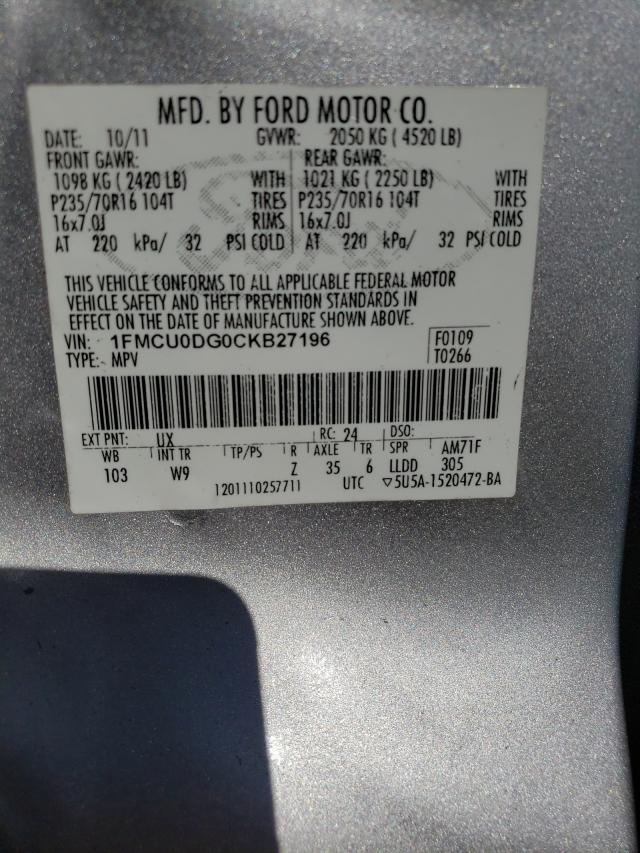 MFD. BY FORD MOTOR CO.
DATE: 10/11 GVWR: 2050 KG ( 4520 LB)
FRONT GAWR: REAR GAWR:
1098 KG ( 2420 LB) WITH 1021 KG ( 2250 LB) WITH
P235/70R16 104T TIRES P235/70R16 104T TIRES
16x7.0J RIMS 16x7.0J RIMS
AT 220 kPa/ 32 PSI COLD AT 220 kPa/ 32 PSI COLD
THIS VEHICLE CONFORMS TO ALL APPLICABLE FEDERAL MOTOR
VEHICLE SAFETY AND THEFT PREVENTION STANDARDS IN
EFFECT ON THE DATE OF MANUFACTURE SHOWN ABOVE.
VIN: 1FMCU0DG0CKB27196 F0109
TYPE: MPV T0266
EXT PNT: UX RC: 24 DSO:
WB INT TR TP/PS R AXLE TR SPR AM71F
103 W9 Z 35 6 LLDD 305
1201110257711 UTC ▽5U5A-1520472-BA